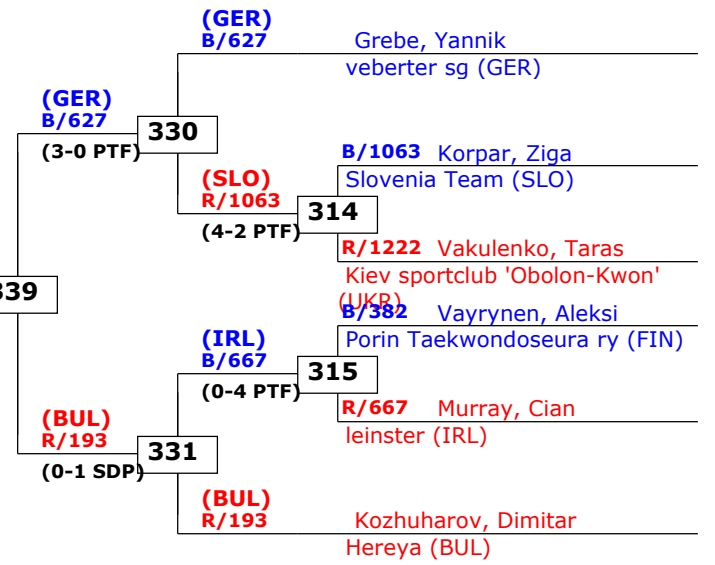 (GER)
B/627 Grebe, Yannik
veberter sg (GER)
(GER)
B/627
330
(3-0 PTF)
B/1063 Korpar, Ziga
(SLO)
R/1063
Slovenia Team (SLO)
314
(4-2 PTF)
R/1222 Vakulenko, Taras
Kiev sportclub 'Obolon-Kwon'
(UKR)
339
B/382 Vayrynen, Aleksi
(IRL)
B/667
Porin Taekwondoseura ry (FIN)
315
(0-4 PTF)
R/667 Murray, Cian
leinster (IRL)
(BUL)
R/193
331
(0-1 SDP)
(BUL)
R/193 Kozhuharov, Dimitar
Hereya (BUL)